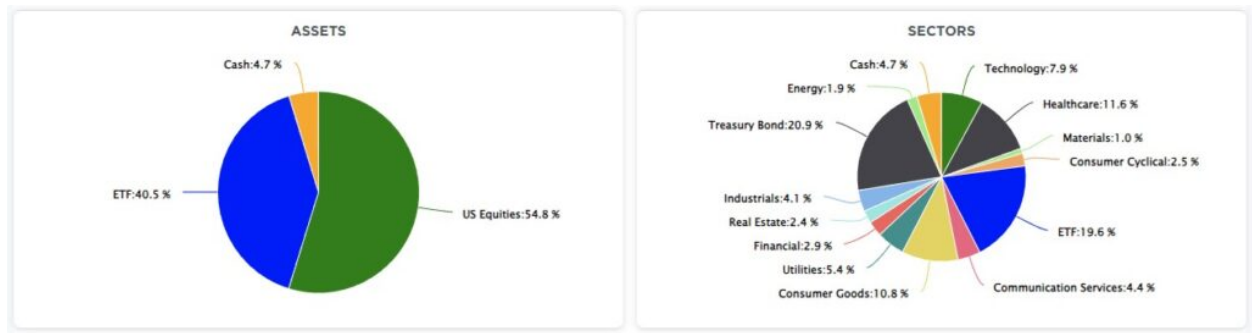 ASSETS
Cash:4.7 %
ETF:40.5 %
US Equities:54.8 %
SECTORS
Cash:4.7 %
Technology:7.9 %
Energy:1.9 %
Healthcare:11.6 %
Treasury Bond:20.9 %
Materials:1.0 %
Consumer Cyclical:2.5 %
Industrials:4.1 %
Real Estate:2.4 %
ETF:19.6 %
Financial:2.9 %
Utilities:5.4 %
Communication Services:4.4 %
Consumer Goods:10.8 %